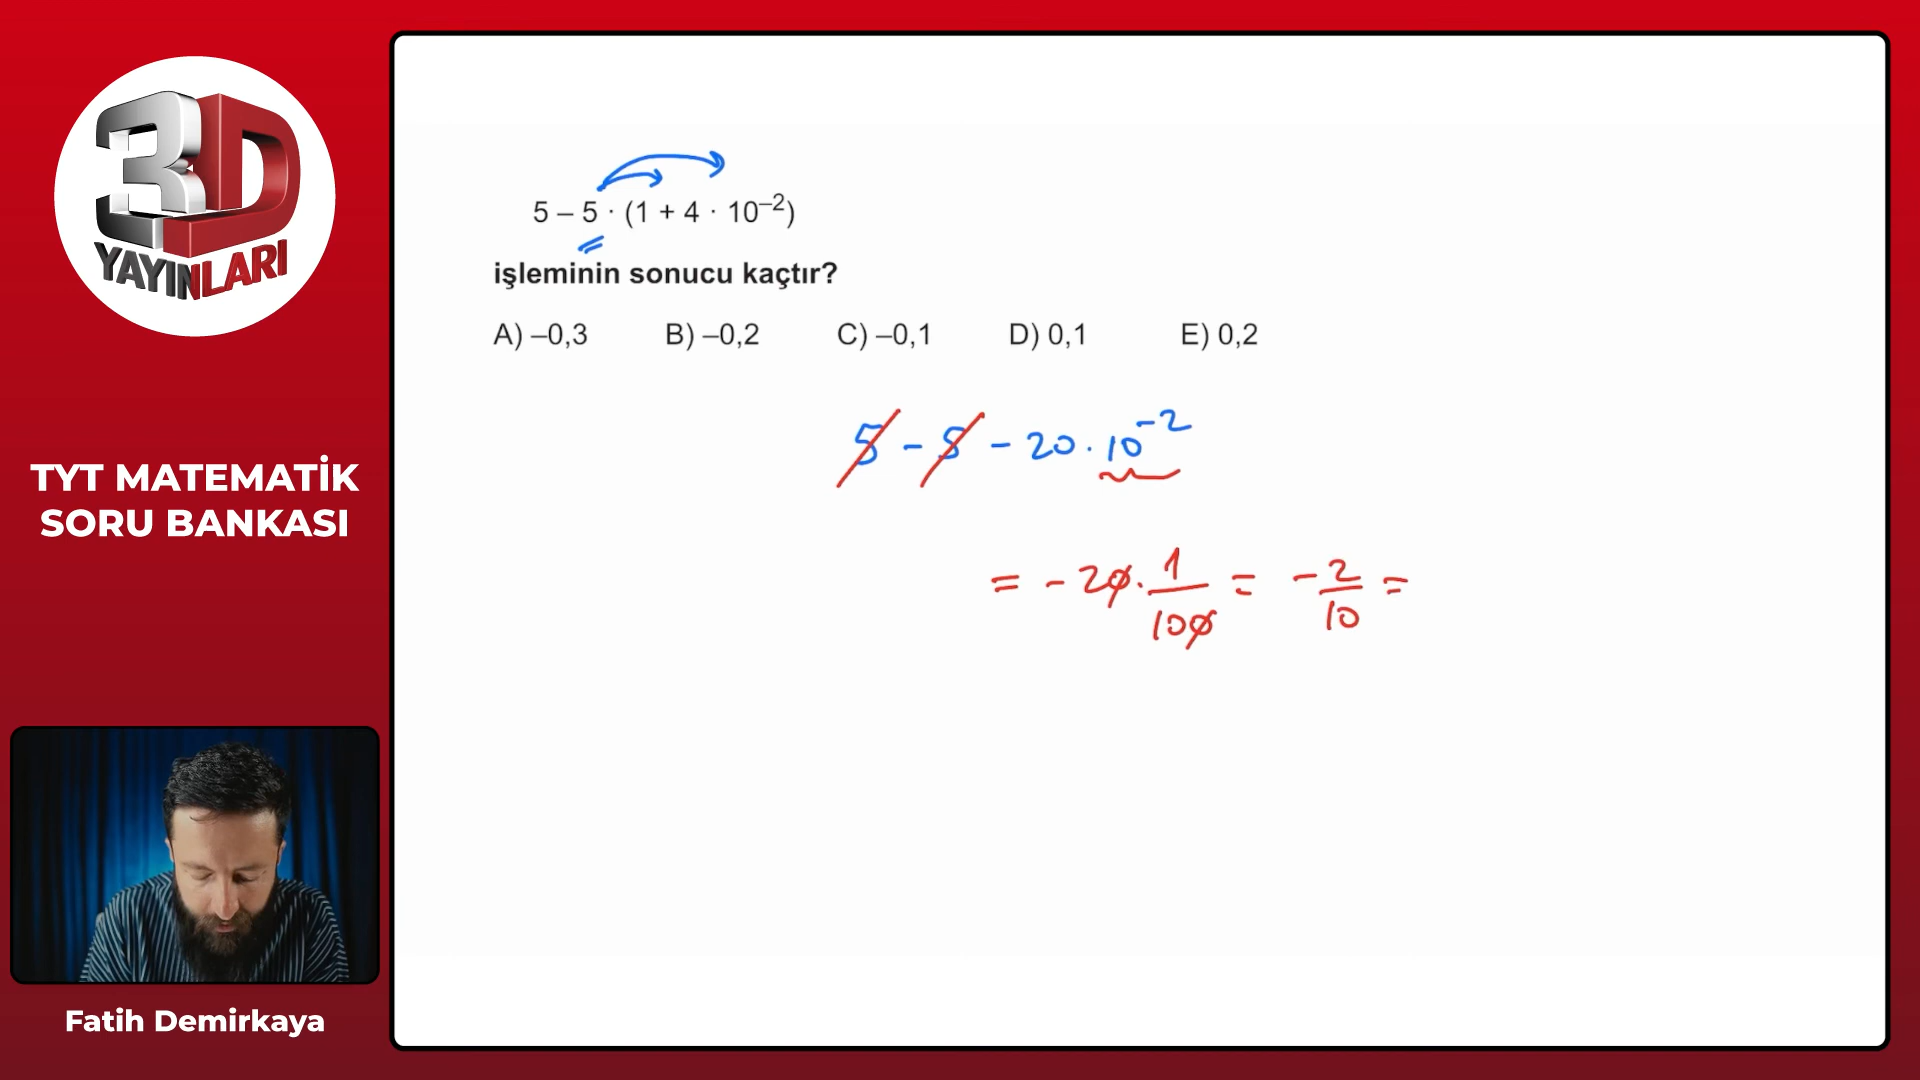 3D
YAYINLARI
TYT MATEMATİK
SORU BANKASI
Fatih Demirkaya
5 – 5 · (1 + 4 · 10⁻²)
işleminin sonucu kaçtır?
A) –0,3 B) –0,2 C) –0,1 D) 0,1 E) 0,2
5 - 5 - 20 . 10⁻²
= - 20 . 1/100 = - 2/10 =